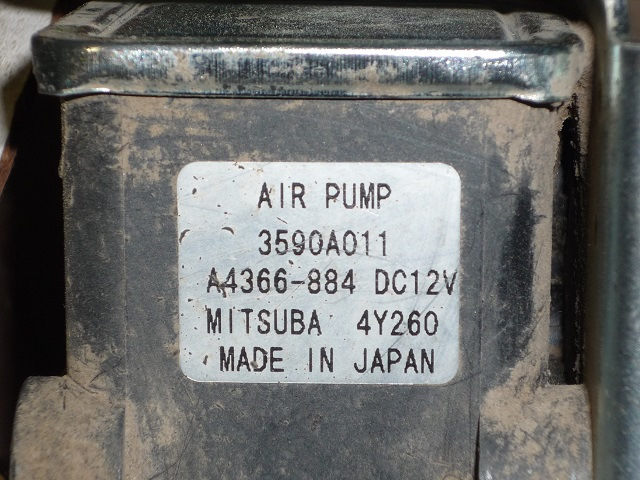 AIR PUMP
3590A011
A4366-884 DC12V
MITSUBA 4Y260
MADE IN JAPAN